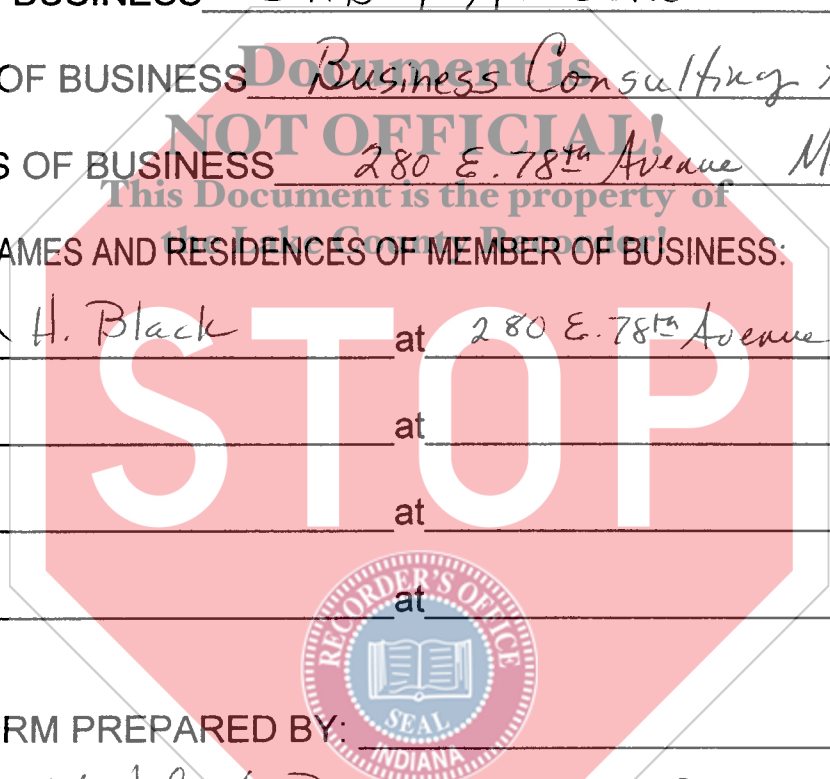 BUSINESS
OF BUSINESS Business Consulting
S OF BUSINESS 280 E. 78th Avenue M
AMES AND RESIDENCES OF MEMBER OF BUSINESS:
H. Black at 280 E. 78th Avenue
at
at
at
RM PREPARED BY:
Document is
NOT OFFICIAL!
This Document is the property of
the Lake County Recorder!
STOP
RECORDER'S OFFICE
SEAL
INDIANA